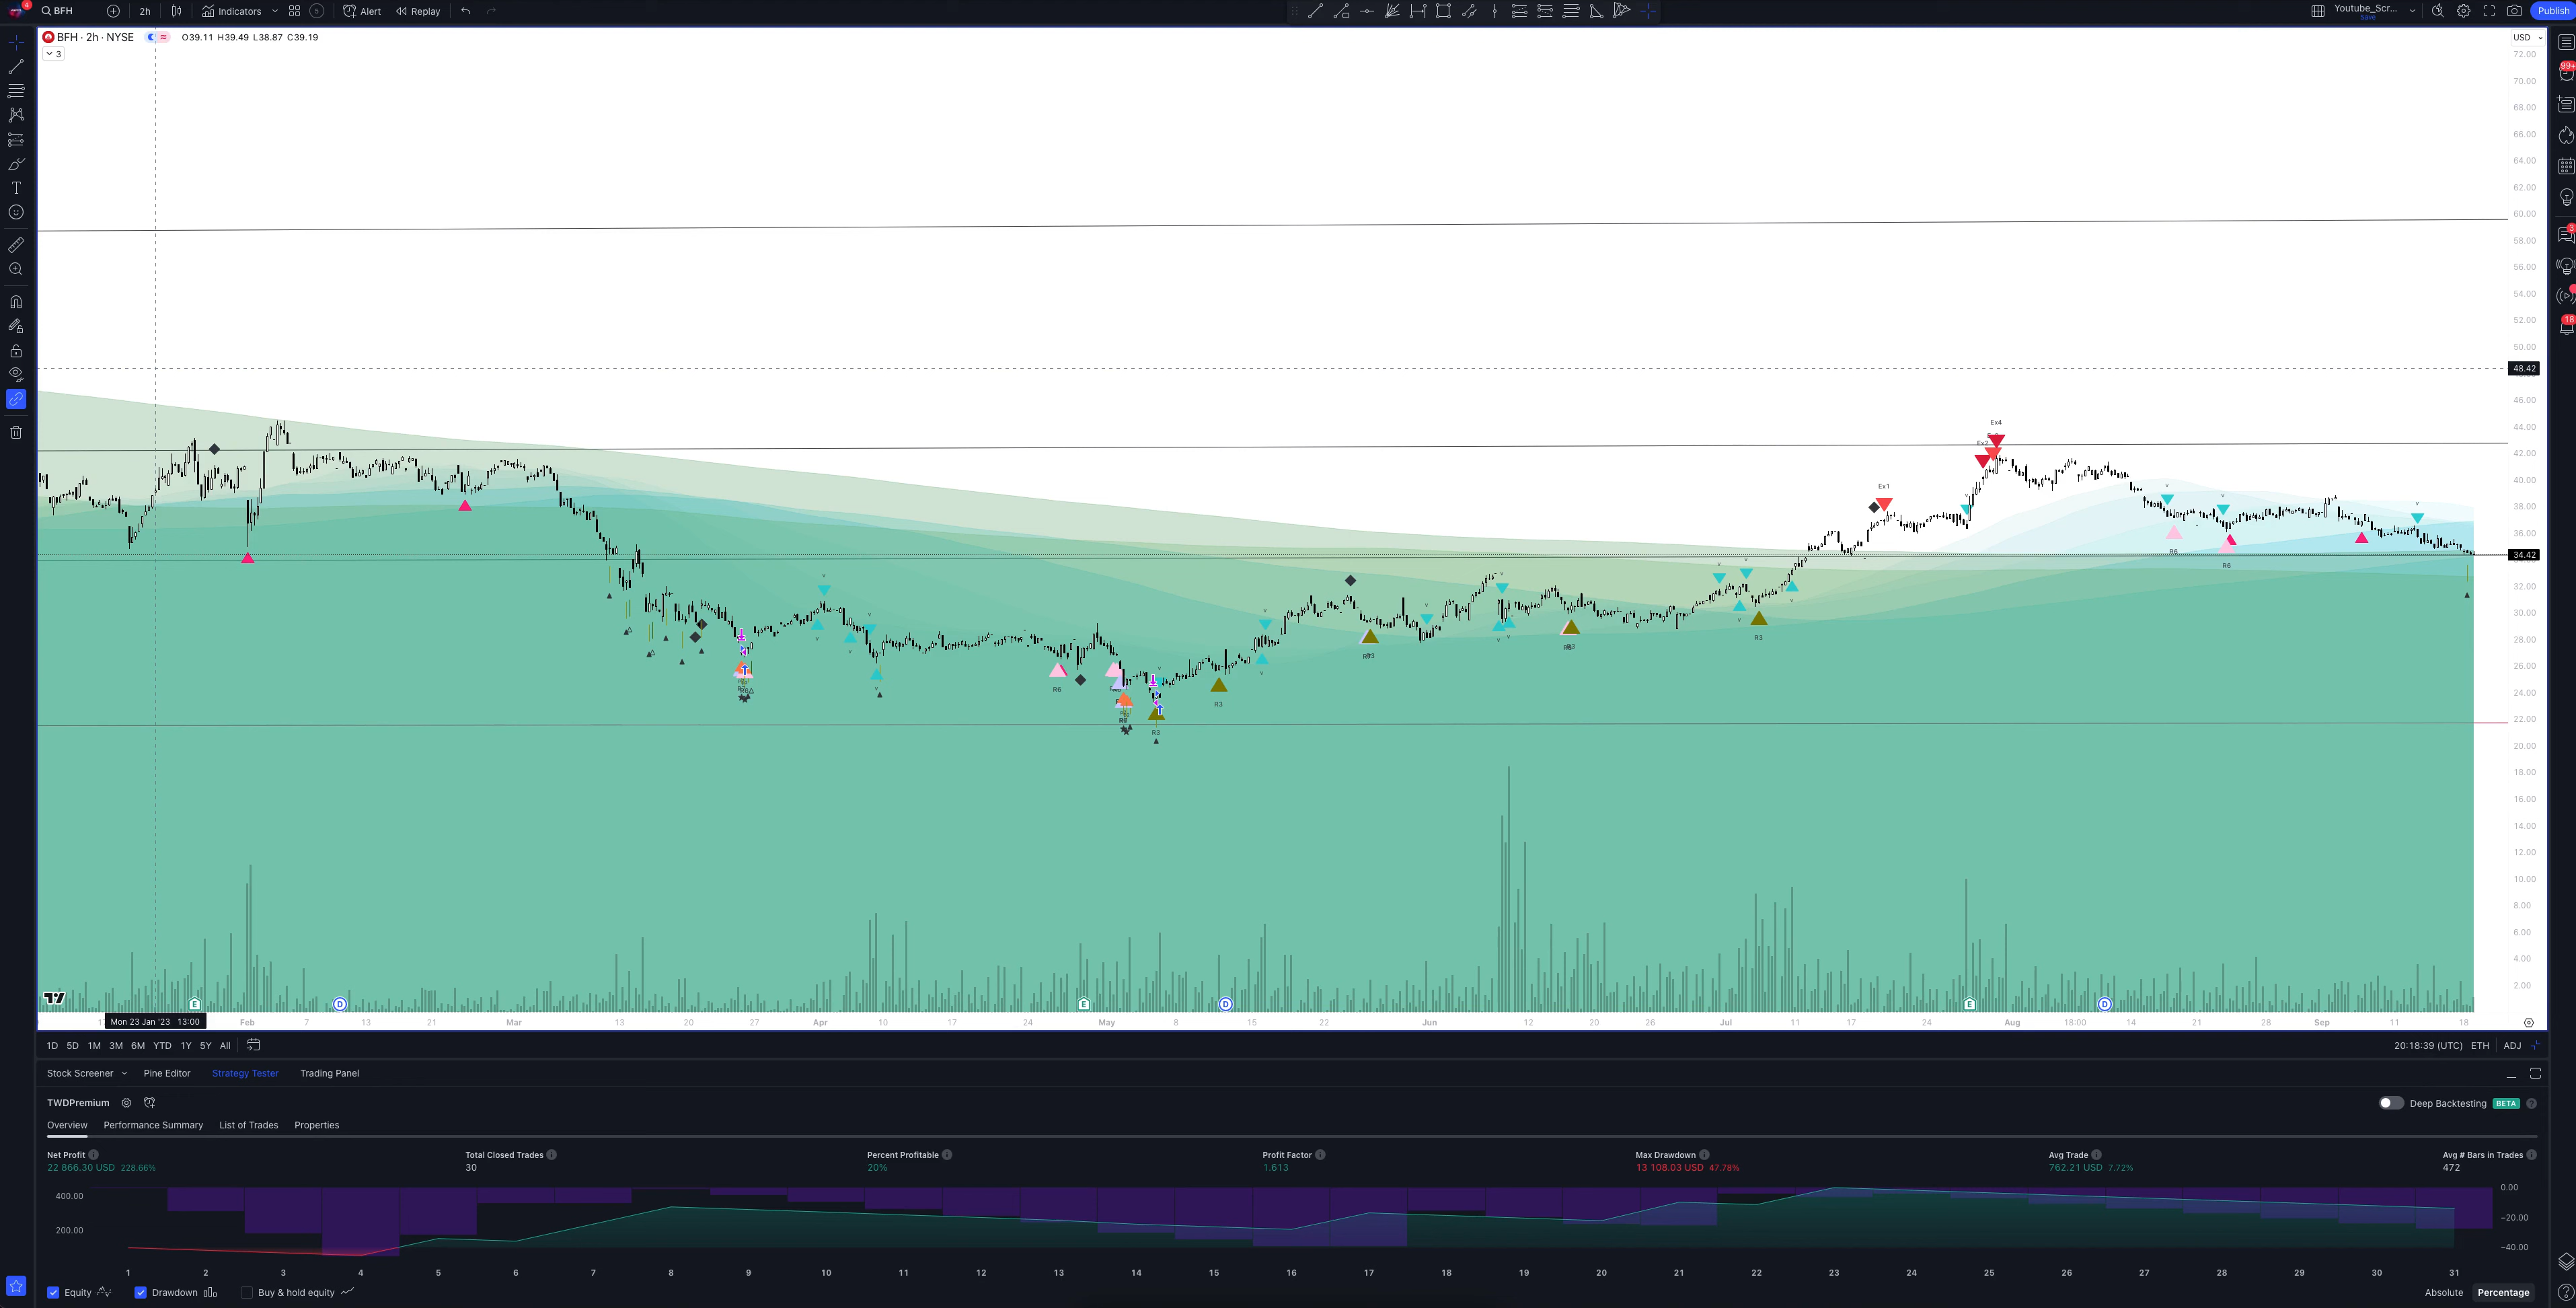 4
BFH
2h
Indicators
5
Alert
Replay
Youtube_Scr...
Save
Publish
BFH · 2h · NYSE
O39.11 H39.49 L38.87 C39.19
3
USD
99+
3
18
72.00
70.00
68.00
66.00
64.00
62.00
60.00
58.00
56.00
54.00
52.00
50.00
48.42
46.00
44.00
42.00
40.00
38.00
36.00
34.42
32.00
30.00
28.00
26.00
24.00
22.00
20.00
18.00
16.00
14.00
12.00
10.00
8.00
6.00
4.00
2.00
Ex4
Ex2
Ex1
R6
R6
R3
R6
R3
R3
E
D
E
D
E
D
Mon 23 Jan '23 13:00
Feb 7 13 21 Mar 13 20 27 Apr 10 17 24 May 8 15 22 Jun 12 20 26 Jul 11 17 24 Aug 18:00 14 21 28 Sep 11 18
1D 5D 1M 3M 6M YTD 1Y 5Y All
20:18:39 (UTC) ETH ADJ
Stock Screener Pine Editor Strategy Tester Trading Panel
TWDPremium
Deep Backtesting BETA
Overview Performance Summary List of Trades Properties
Net Profit Total Closed Trades Percent Profitable Profit Factor Max Drawdown Avg Trade Avg # Bars in Trades
22 866.30 USD 228.66% 30 20% 1.613 13 108.03 USD 47.78% 762.21 USD 7.72% 472
400.00
200.00
0.00
−20.00
−40.00
1 2 3 4 5 6 7 8 9 10 11 12 13 14 15 16 17 18 19 20 21 22 23 24 25 26 27 28 29 30 31
Equity Drawdown Buy & hold equity
Absolute Percentage